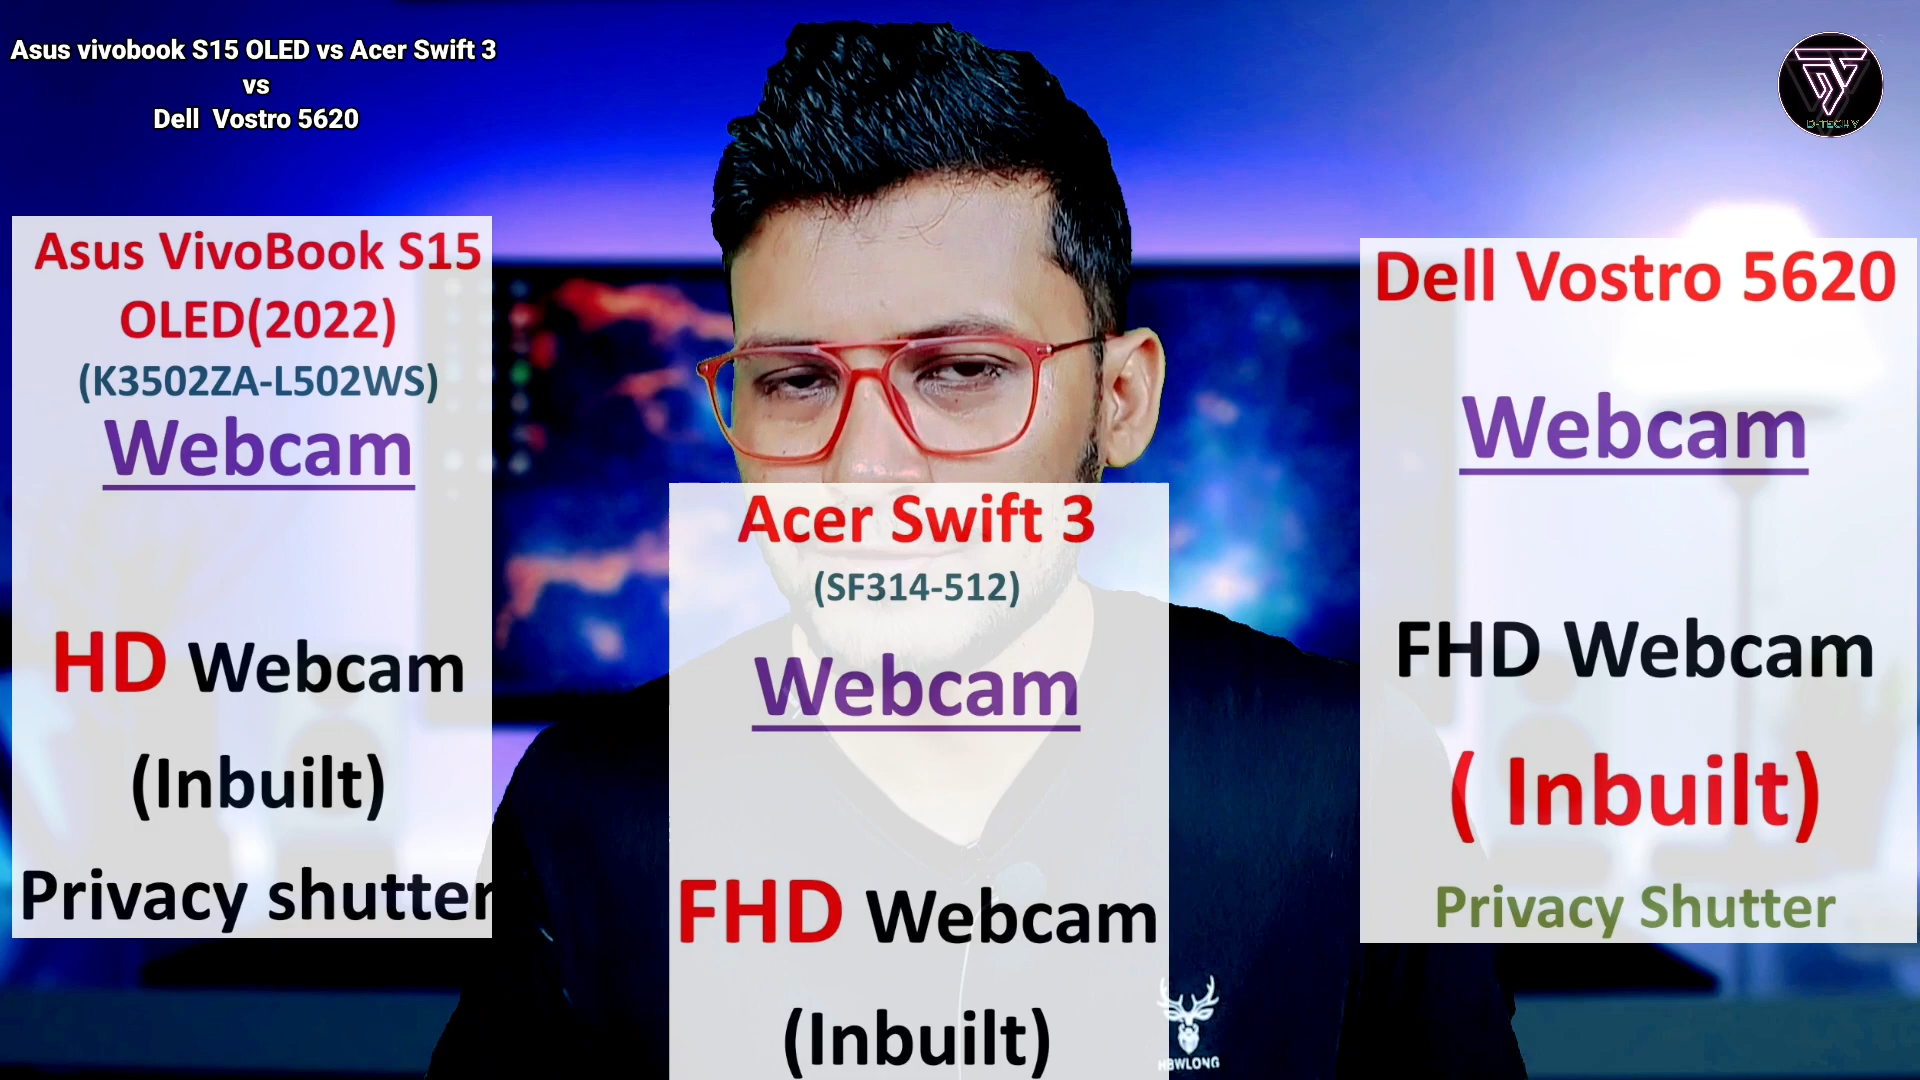 Asus vivobook S15 OLED vs Acer Swift 3
vs
Dell Vostro 5620
D-TECHY
Asus VivoBook S15
OLED(2022)
(K3502ZA-L502WS)
Webcam
HD Webcam
(Inbuilt)
Privacy shutter
Acer Swift 3
(SF314-512)
Webcam
FHD Webcam
(Inbuilt)
Dell Vostro 5620
Webcam
FHD Webcam
( Inbuilt)
Privacy Shutter
HBWLONG